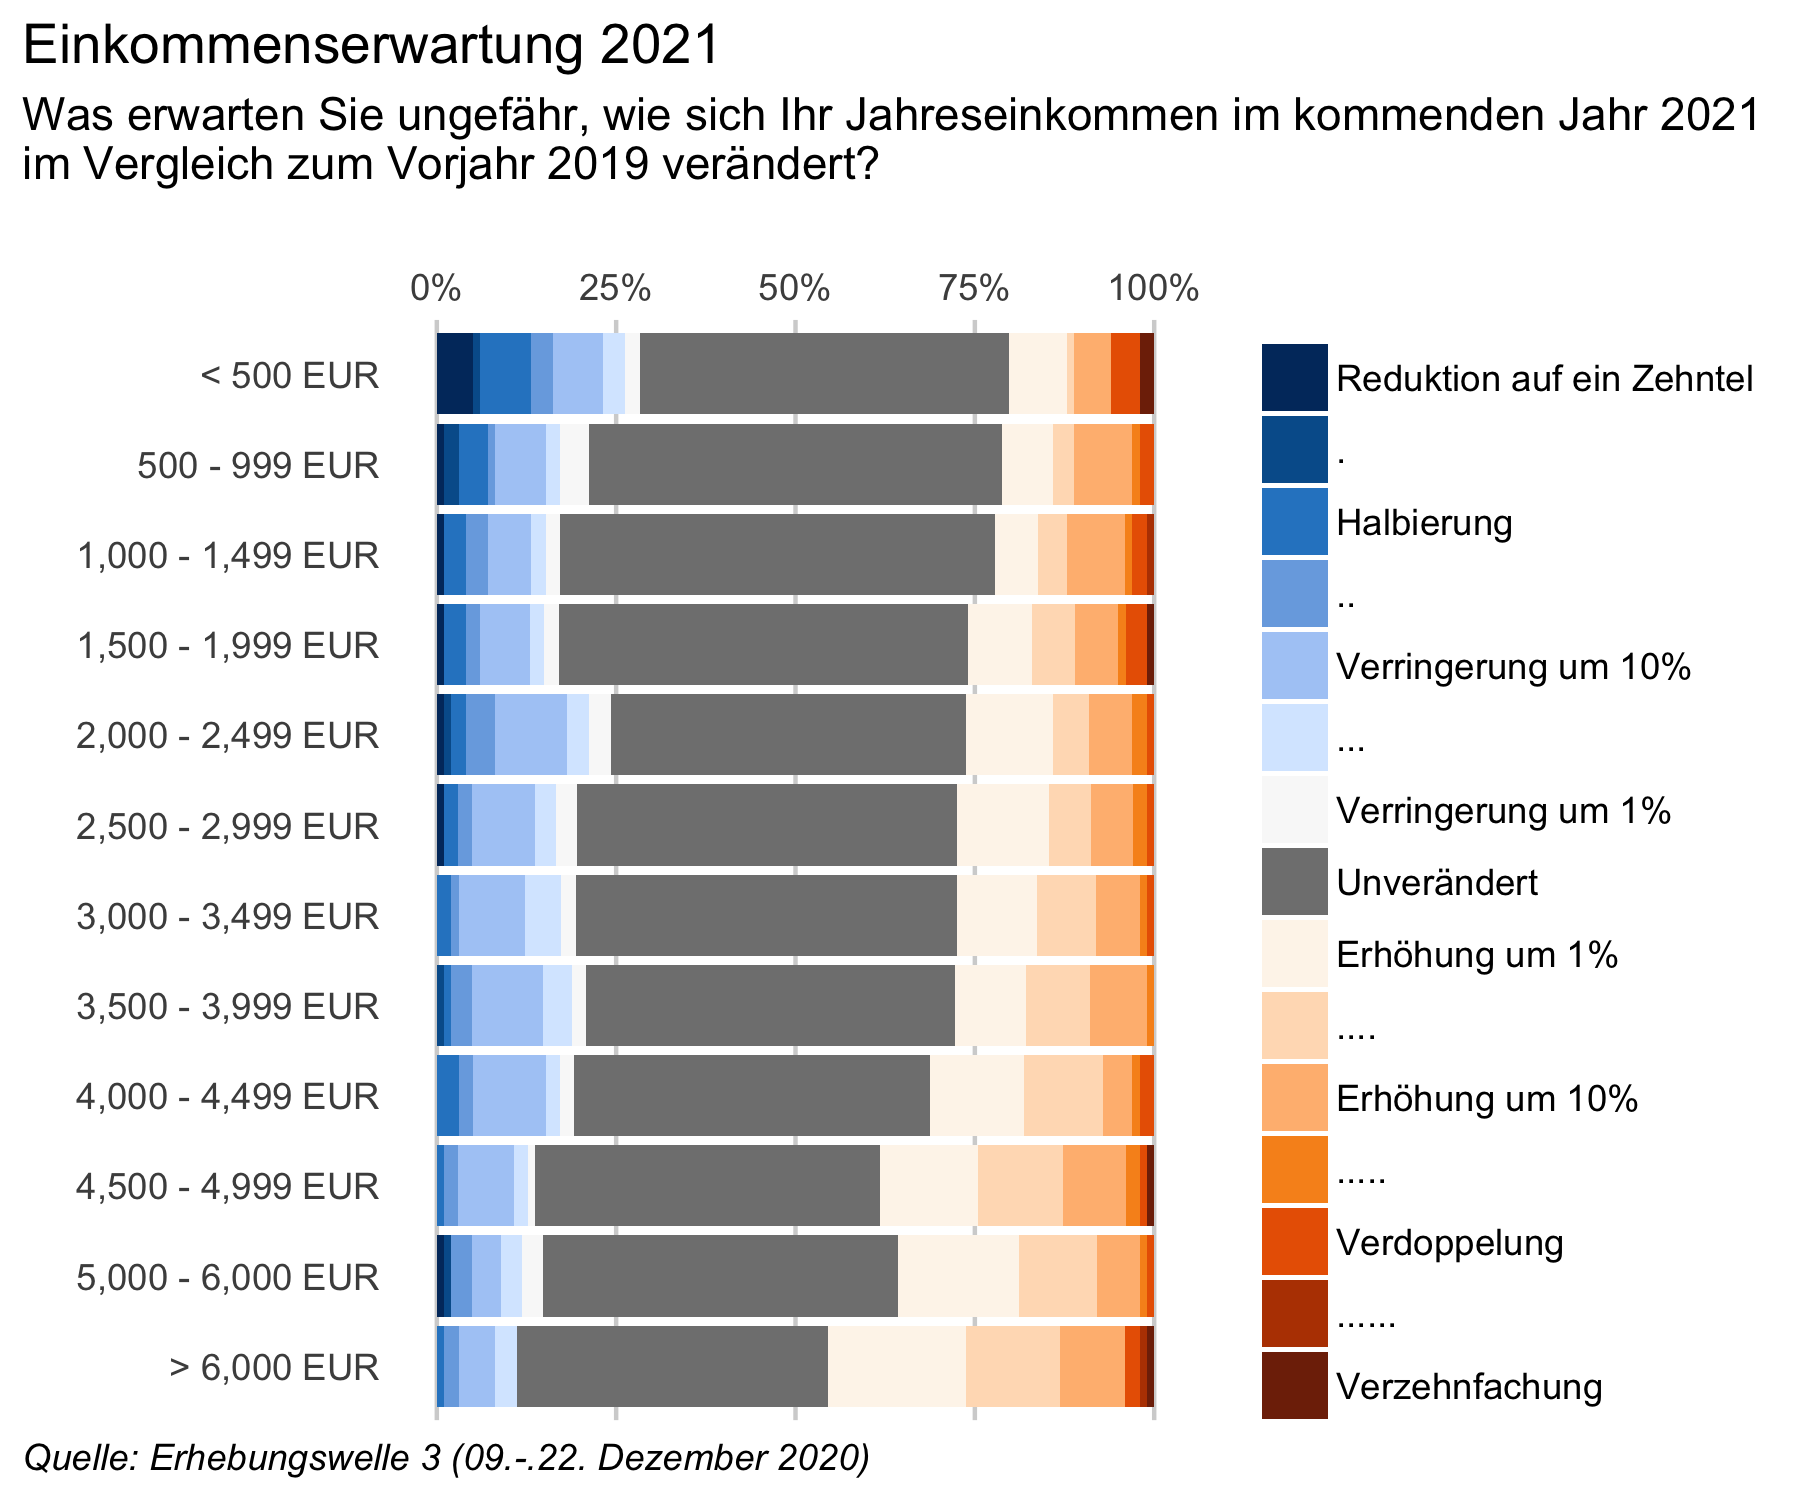 Einkommenserwartung 2021
Was erwarten Sie ungefähr, wie sich Ihr Jahreseinkommen im kommenden Jahr 2021
im Vergleich zum Vorjahr 2019 verändert?
0% 25% 50% 75% 100%
< 500 EUR
500 - 999 EUR
1,000 - 1,499 EUR
1,500 - 1,999 EUR
2,000 - 2,499 EUR
2,500 - 2,999 EUR
3,000 - 3,499 EUR
3,500 - 3,999 EUR
4,000 - 4,499 EUR
4,500 - 4,999 EUR
5,000 - 6,000 EUR
> 6,000 EUR
Reduktion auf ein Zehntel
.
Halbierung
..
Verringerung um 10%
...
Verringerung um 1%
Unverändert
Erhöhung um 1%
....
Erhöhung um 10%
.....
Verdoppelung
......
Verzehnfachung
Quelle: Erhebungswelle 3 (09.-.22. Dezember 2020)